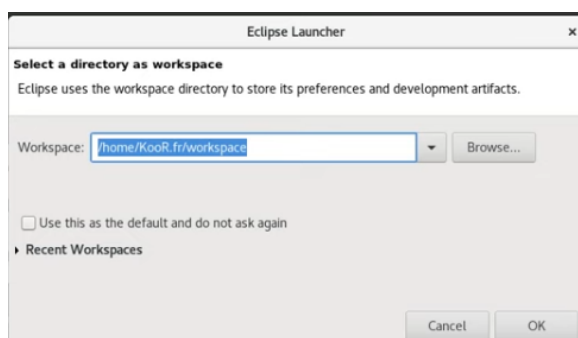 Eclipse Launcher
Select a directory as workspace
Eclipse uses the workspace directory to store its preferences and development artifacts.
Workspace: /home/KooR.fr/workspace Browse...
Use this as the default and do not ask again
Recent Workspaces
Cancel OK